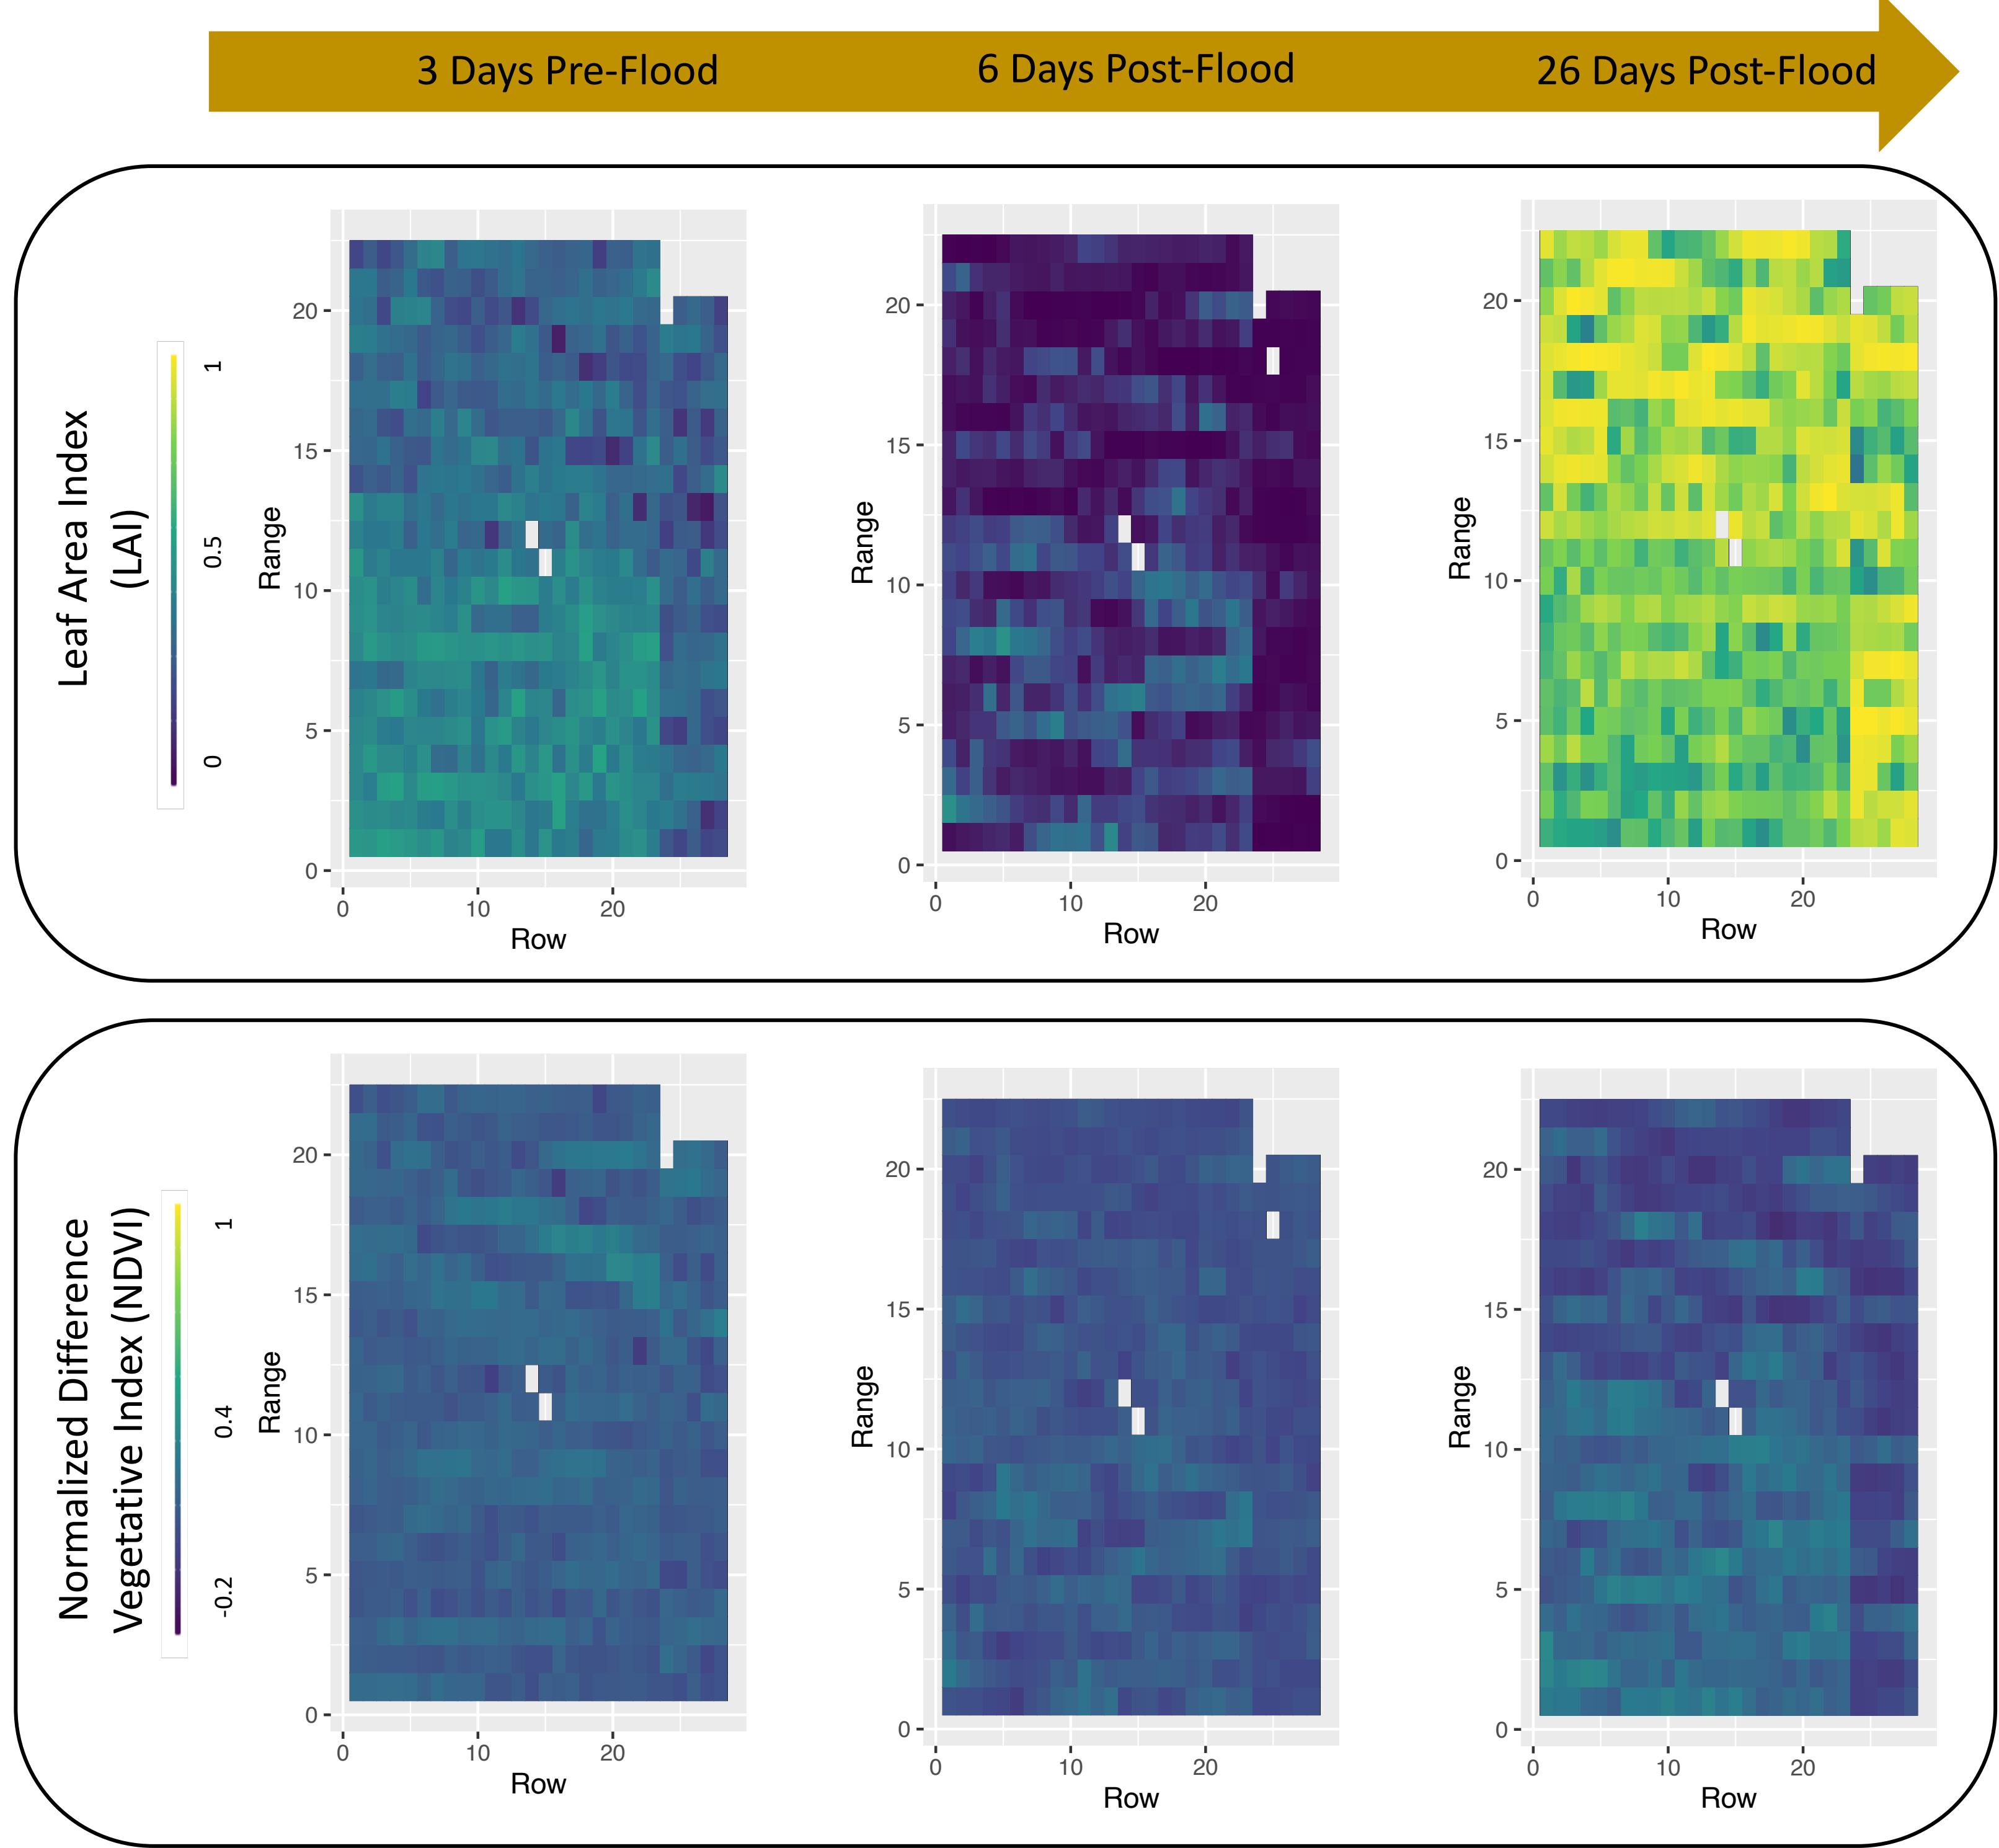 3 Days Pre-Flood
6 Days Post-Flood
26 Days Post-Flood
Leaf Area Index
(LAI)
1
0.5
0
Range
20
15
10
5
0
0
10
20
Row
Range
20
15
10
5
0
0
10
20
Row
Range
20
15
10
5
0
0
10
20
Row
Normalized Difference
Vegetative Index (NDVI)
1
0.4
-0.2
Range
20
15
10
5
0
0
10
20
Row
Range
20
15
10
5
0
0
10
20
Row
Range
20
15
10
5
0
0
10
20
Row